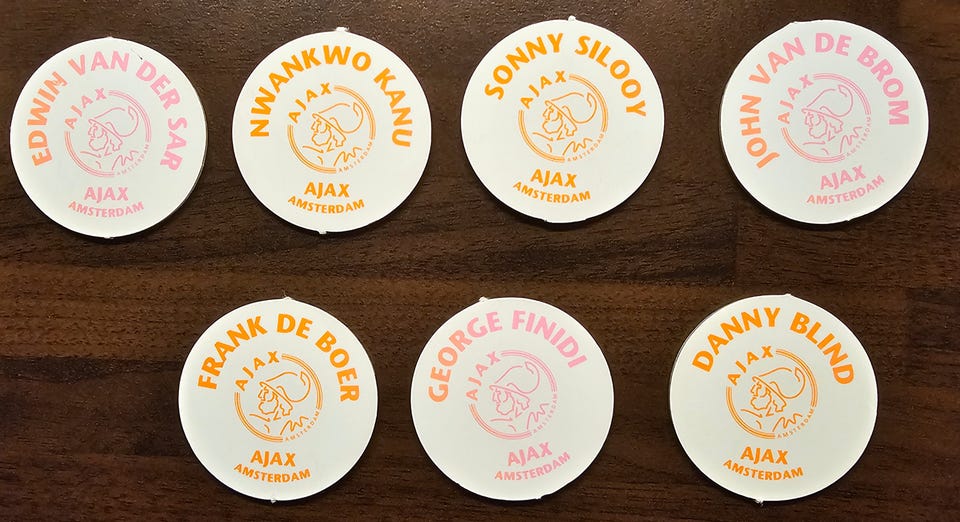 EDWIN VAN DER SAR
AJAX
AMSTERDAM
AJAX
AMSTERDAM
NWANKWO KANU
AJAX
AMSTERDAM
AJAX
AMSTERDAM
SONNY SILOOY
AJAX
AMSTERDAM
AJAX
AMSTERDAM
JOHN VAN DE BROM
AJAX
AMSTERDAM
AJAX
AMSTERDAM
FRANK DE BOER
AJAX
AMSTERDAM
AJAX
AMSTERDAM
GEORGE FINIDI
AJAX
AMSTERDAM
AJAX
AMSTERDAM
DANNY BLIND
AJAX
AMSTERDAM
AJAX
AMSTERDAM